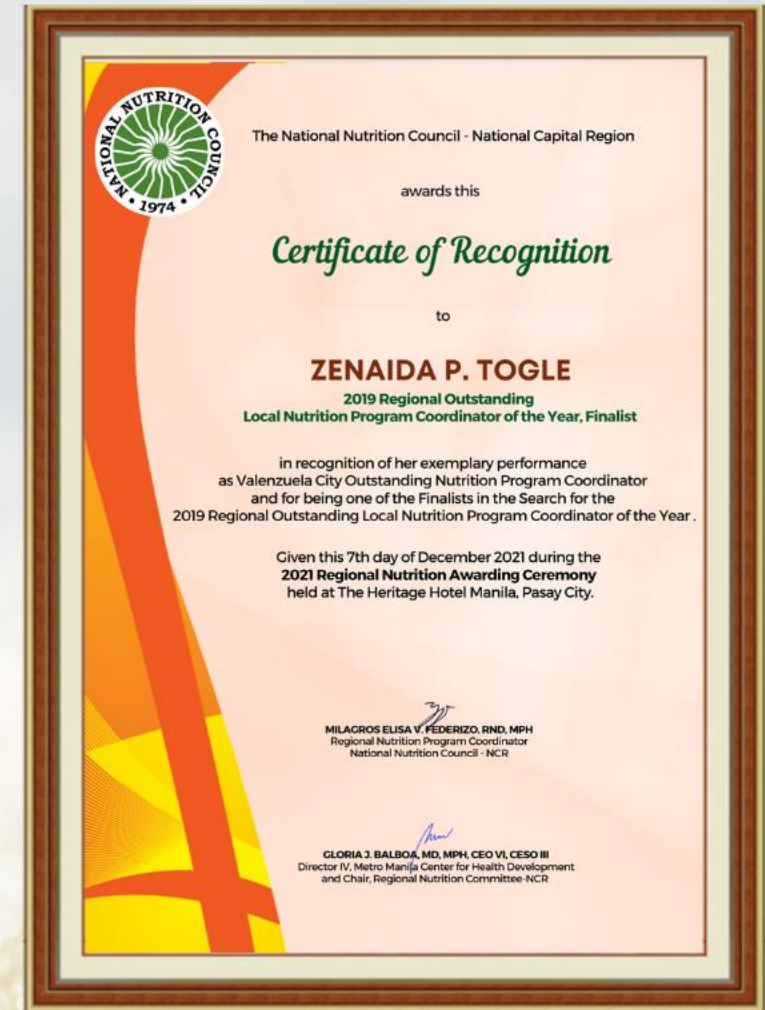 NATIONAL NUTRITION COUNCIL
• 1974 •
The National Nutrition Council - National Capital Region
awards this
Certificate of Recognition
to
ZENAIDA P. TOGLE
2019 Regional Outstanding
Local Nutrition Program Coordinator of the Year, Finalist
in recognition of her exemplary performance
as Valenzuela City Outstanding Nutrition Program Coordinator
and for being one of the Finalists in the Search for the
2019 Regional Outstanding Local Nutrition Program Coordinator of the Year .
Given this 7th day of December 2021 during the
2021 Regional Nutrition Awarding Ceremony
held at The Heritage Hotel Manila, Pasay City.
MILAGROS ELISA V. FEDERIZO, RND, MPH
Regional Nutrition Program Coordinator
National Nutrition Council - NCR
GLORIA J. BALBOA, MD, MPH, CEO VI, CESO III
Director IV, Metro Manila Center for Health Development
and Chair, Regional Nutrition Committee-NCR